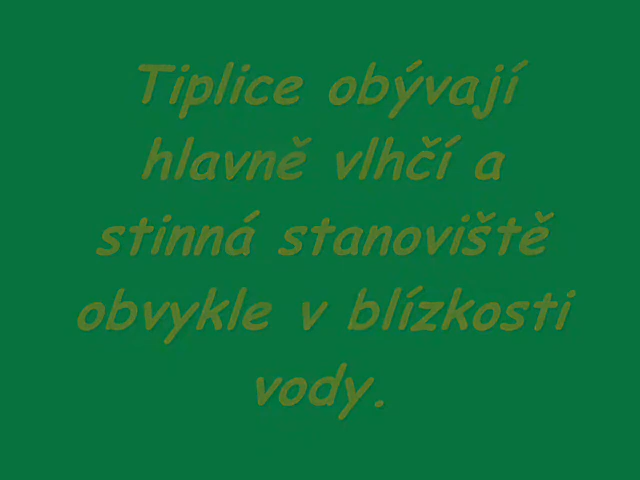 Tiplice obývají
hlavně vlhčí a
stinná stanoviště
obvykle v blízkosti
vody.